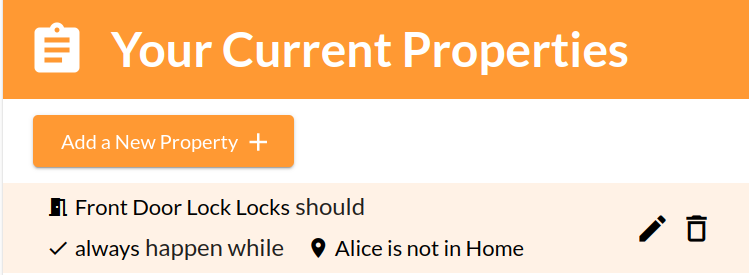 Your Current Properties
Add a New Property +
Front Door Lock Locks should
always happen while Alice is not in Home